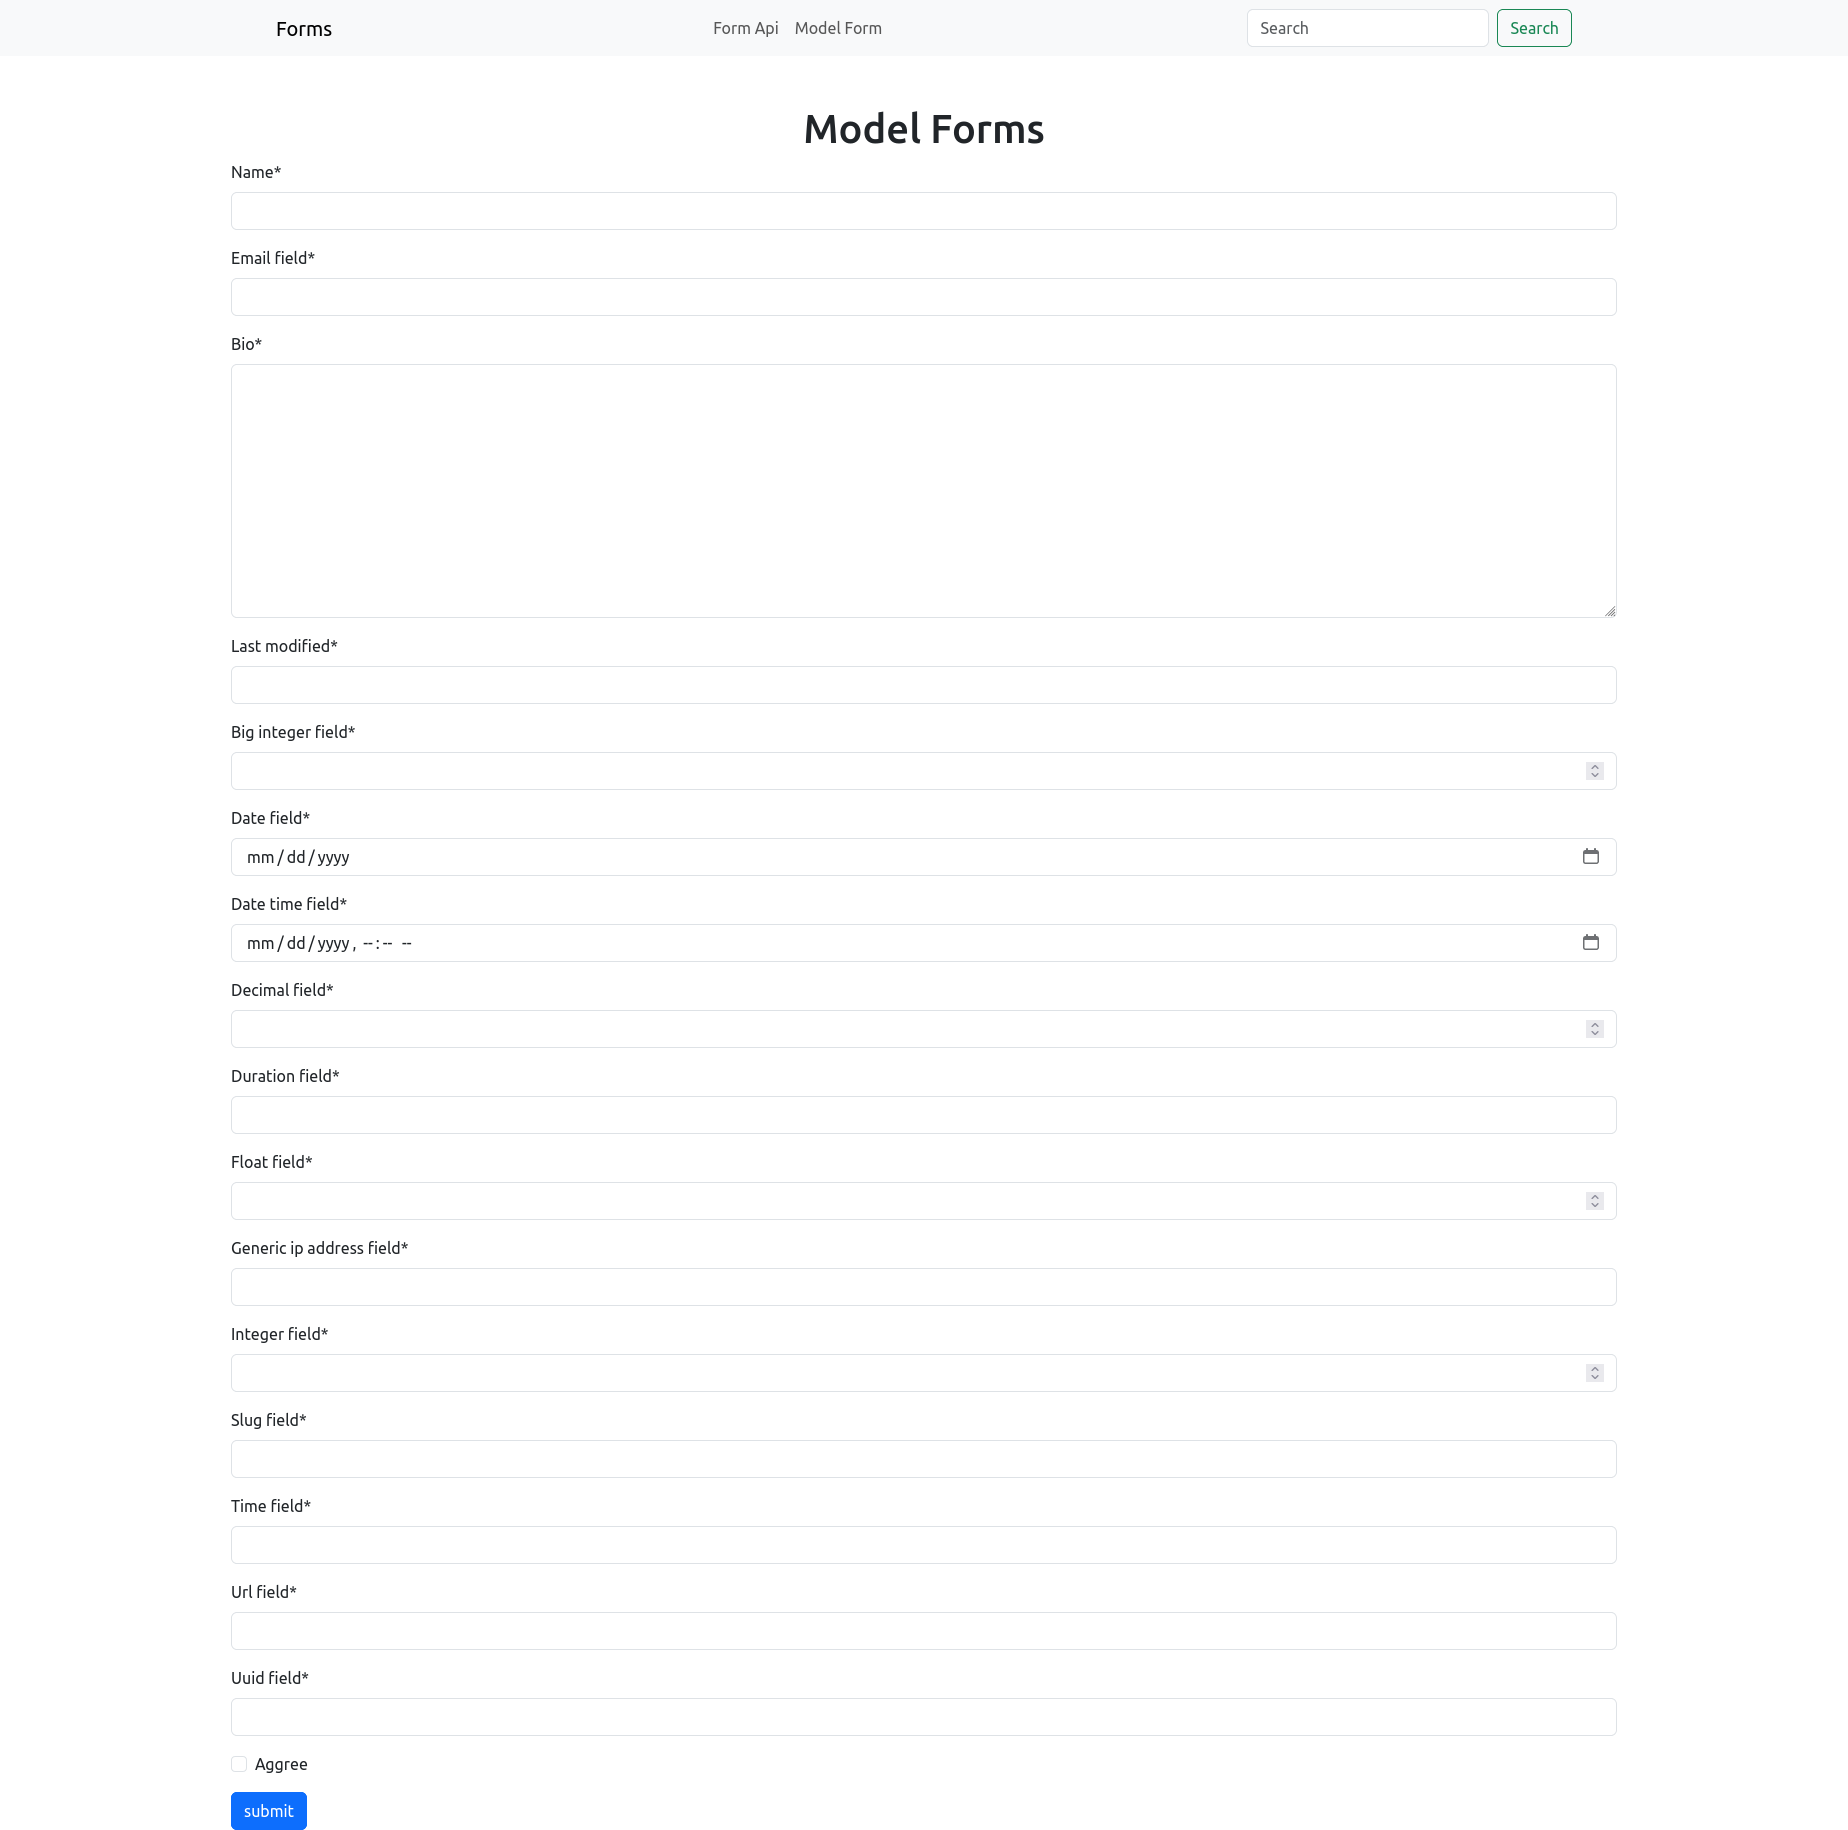 Forms
Form Api Model Form
Search Search
Model Forms
Name*
Email field*
Bio*
Last modified*
Big integer field*
Date field*
mm/dd/yyyy
Date time field*
mm/dd/yyyy, --:-- --
Decimal field*
Duration field*
Float field*
Generic ip address field*
Integer field*
Slug field*
Time field*
Url field*
Uuid field*
Aggree
submit